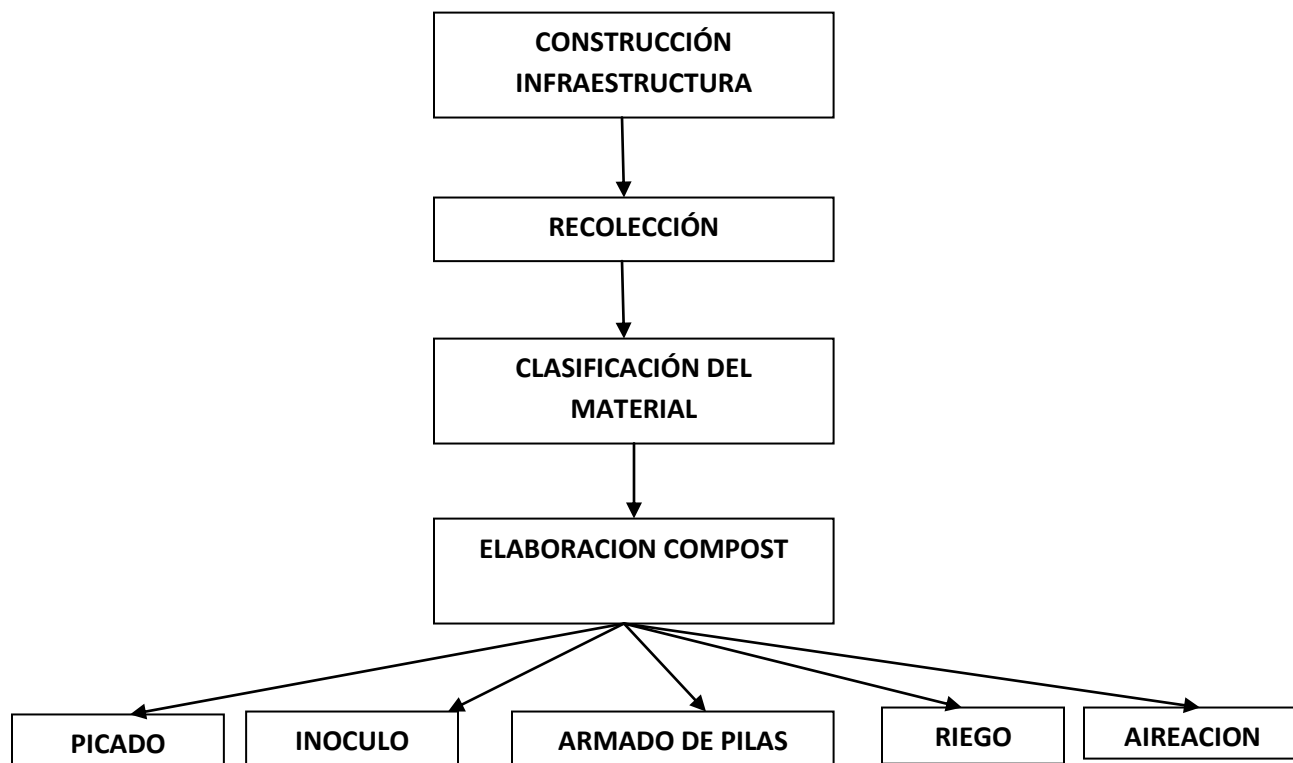 CONSTRUCCIÓN
INFRAESTRUCTURA
RECOLECCIÓN
CLASIFICACIÓN DEL
MATERIAL
ELABORACION COMPOST
PICADO
INOCULO
ARMADO DE PILAS
RIEGO
AIREACION